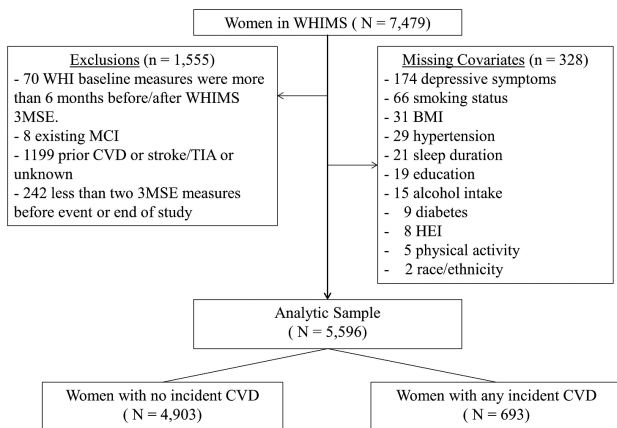 Women in WHIMS ( N = 7,479)
Exclusions (n = 1,555)
- 70 WHI baseline measures were more
than 6 months before/after WHIMS
3MSE.
- 8 existing MCI
- 1199 prior CVD or stroke/TIA or
unknown
- 242 less than two 3MSE measures
before event or end of study
Missing Covariates (n = 328)
- 174 depressive symptoms
- 66 smoking status
- 31 BMI
- 29 hypertension
- 21 sleep duration
- 19 education
- 15 alcohol intake
- 9 diabetes
- 8 HEI
- 5 physical activity
- 2 race/ethnicity
Analytic Sample
( N = 5,596)
Women with no incident CVD
( N = 4,903)
Women with any incident CVD
( N = 693)